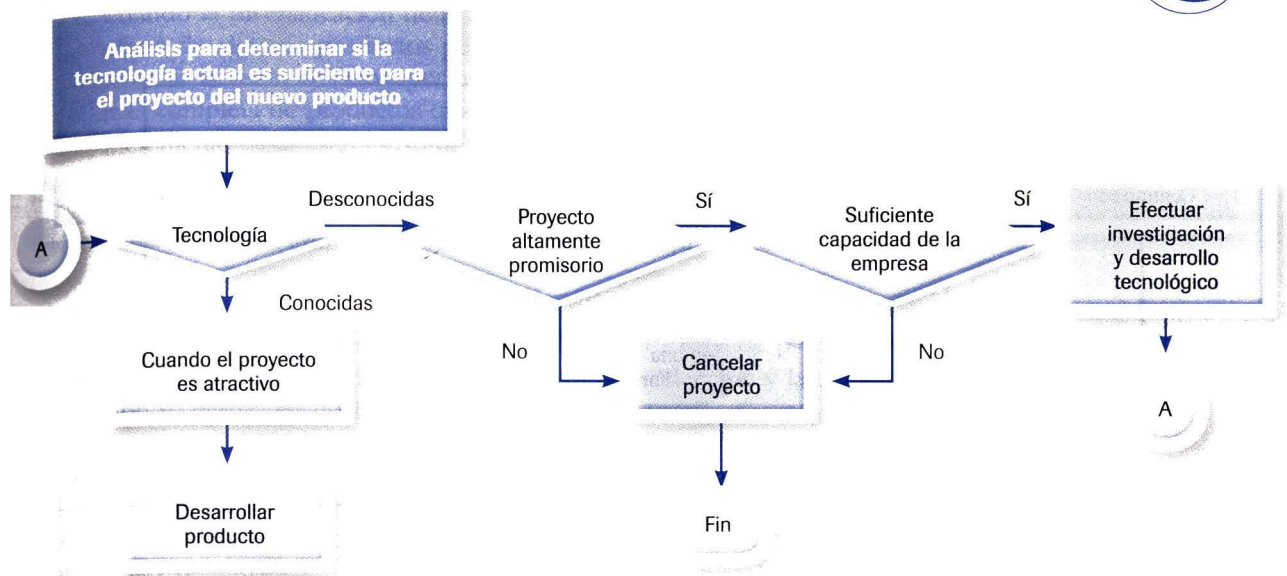 Análisis para determinar si la
tecnología actual es suficiente para
el proyecto del nuevo producto
A
Tecnología
Desconocidas
Conocidas
Proyecto
altamente
promisorio
Sí
No
Suficiente
capacidad de la
empresa
Sí
No
Efectuar
investigación
y desarrollo
tecnológico
A
Cuando el proyecto
es atractivo
Cancelar
proyecto
Desarrollar
producto
Fin